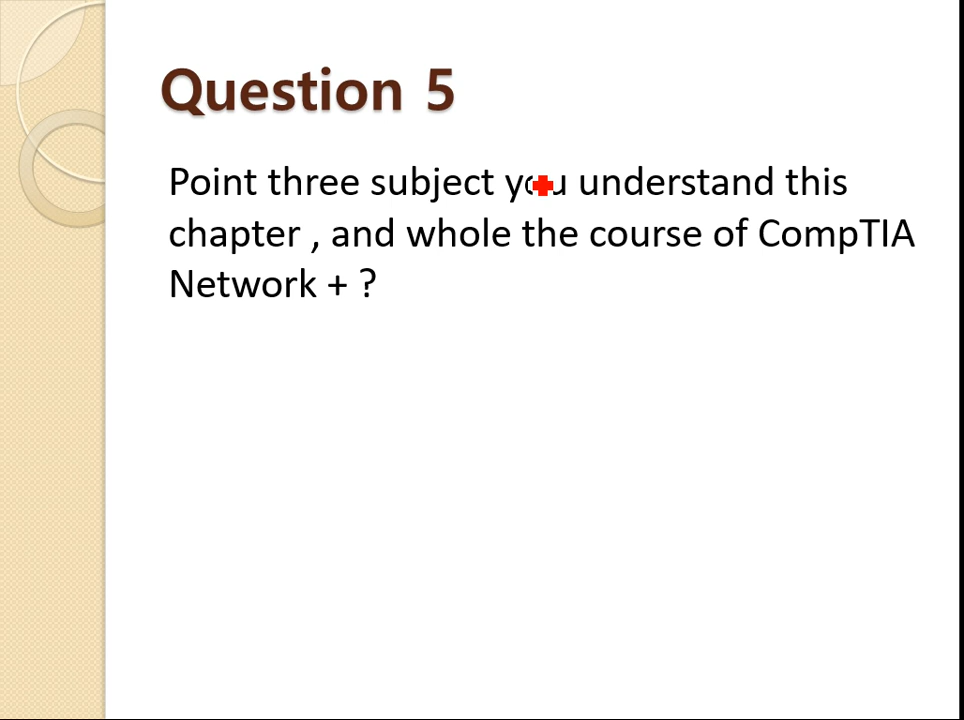 Question 5
Point three subject you understand this
chapter , and whole the course of CompTIA
Network + ?